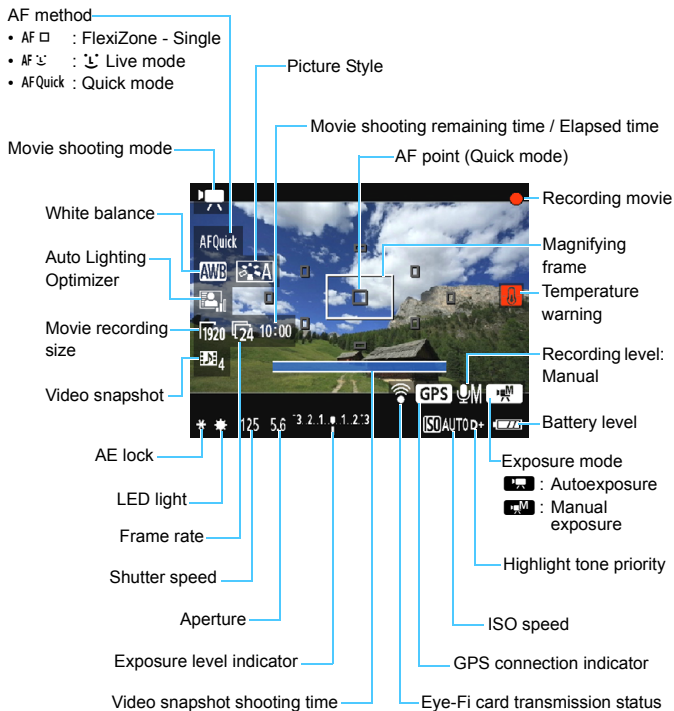 AF method
• AF □ : FlexiZone - Single
• AF : Live mode
• AFQuick : Quick mode
Picture Style
Movie shooting remaining time / Elapsed time
AF point (Quick mode)
Movie shooting mode
Recording movie
White balance
Magnifying
frame
Auto Lighting
Optimizer
Temperature
warning
Movie recording
size
Recording level:
Manual
Video snapshot
Battery level
AFQuick
AWB
A
1920 24 10:00
4
GPS M M
125 5.6 -3..2..1..1..2.:3 ISO AUTO D+
AE lock
Exposure mode
: Autoexposure
M : Manual
exposure
LED light
Frame rate
Highlight tone priority
Shutter speed
Aperture
ISO speed
Exposure level indicator
GPS connection indicator
Video snapshot shooting time
Eye-Fi card transmission status